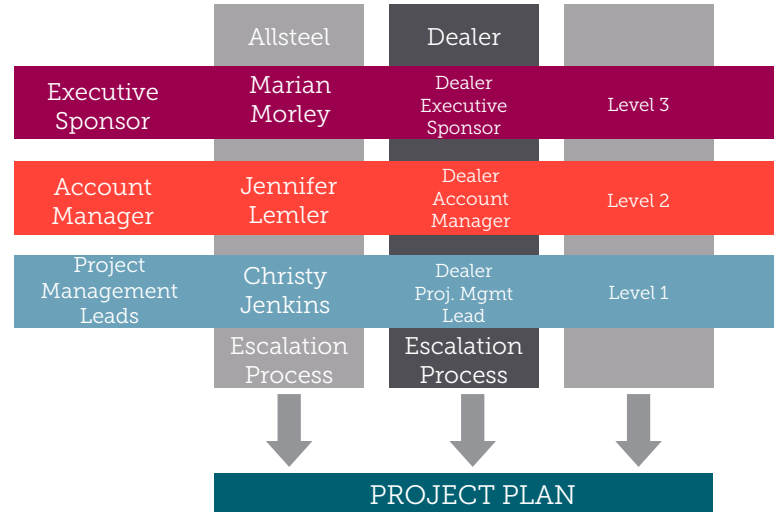 Allsteel
Dealer
Executive
Sponsor
Marian
Morley
Dealer
Executive
Sponsor
Level 3
Account
Manager
Jennifer
Lemler
Dealer
Account
Manager
Level 2
Project
Management
Leads
Christy
Jenkins
Dealer
Proj. Mgmt
Lead
Level 1
Escalation
Process
Escalation
Process
PROJECT PLAN